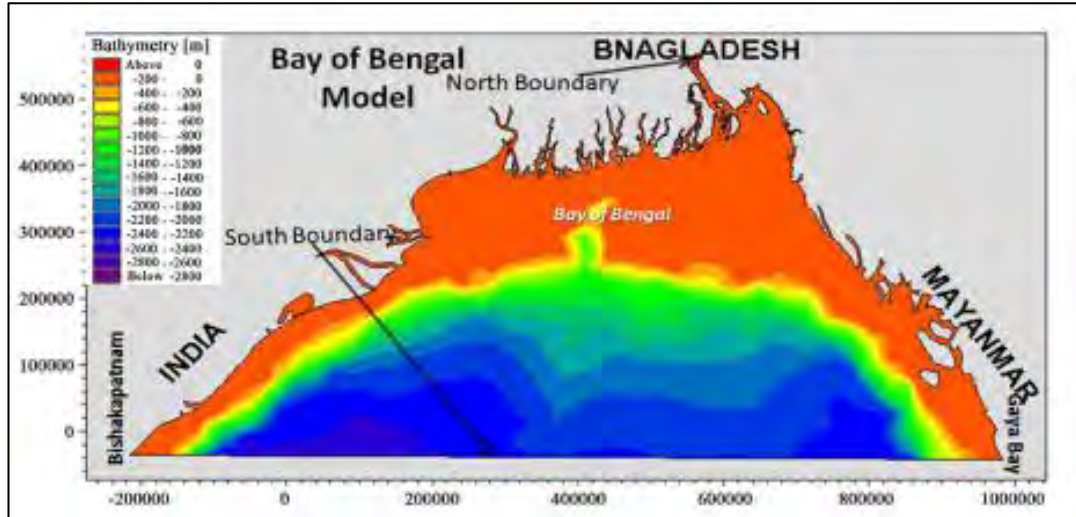 Bathymetry [m]
Above 0
-200 - 0
-400 - -200
-600 - -400
-800 - -600
-1000 - -800
-1200 - -1000
-1400 - -1200
-1600 - -1400
-1800 - -1600
-2000 - -1800
-2200 - -2000
-2400 - -2200
-2600 - -2400
-2800 - -2600
Below -2800
Bay of Bengal
Model
BNAGLADESH
North Boundary
Bay of Bengal
South Boundary
INDIA
MAYANMAR
Bishakapatnam
Gaya Bay
500000
400000
300000
200000
100000
0
-200000
0
200000
400000
600000
800000
1000000